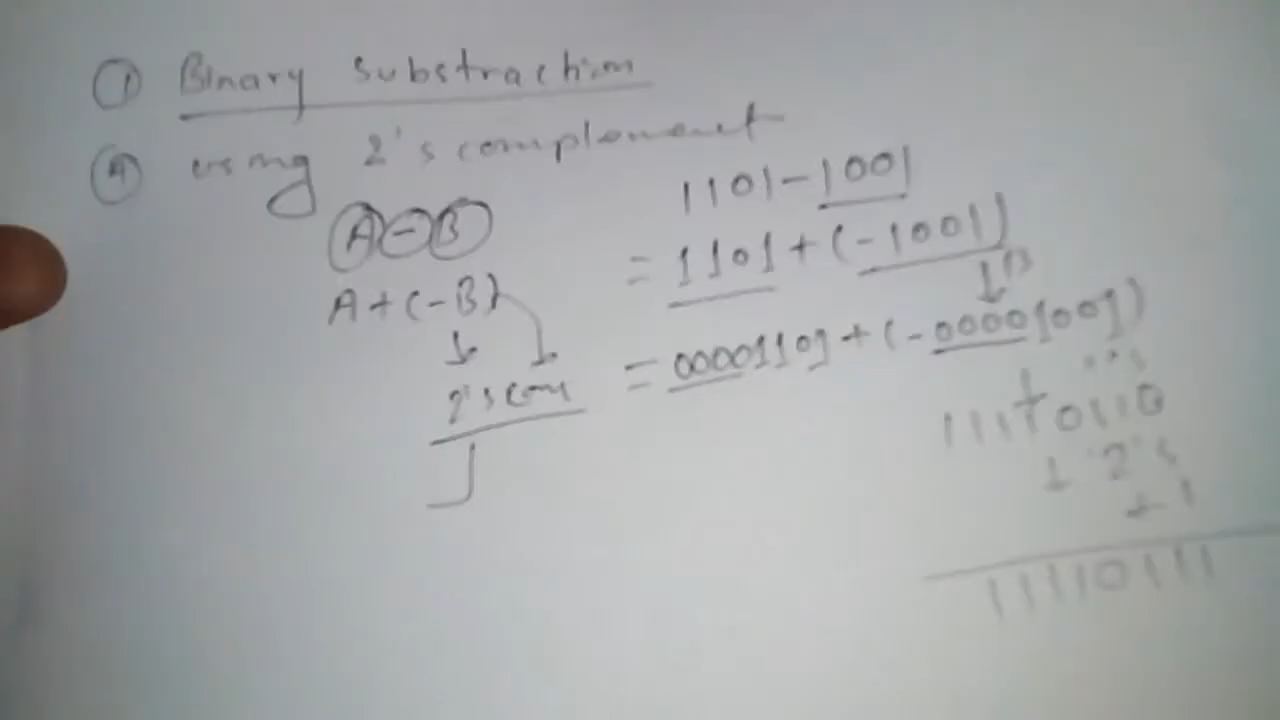 ① Binary Substraction
④ using 2's complement
A-B
A+(-B)
2's com
1101-1001
= 1101+(-1001)
B
= 00001101+(-00001001)
1's
11110110
2's
+1
11110111